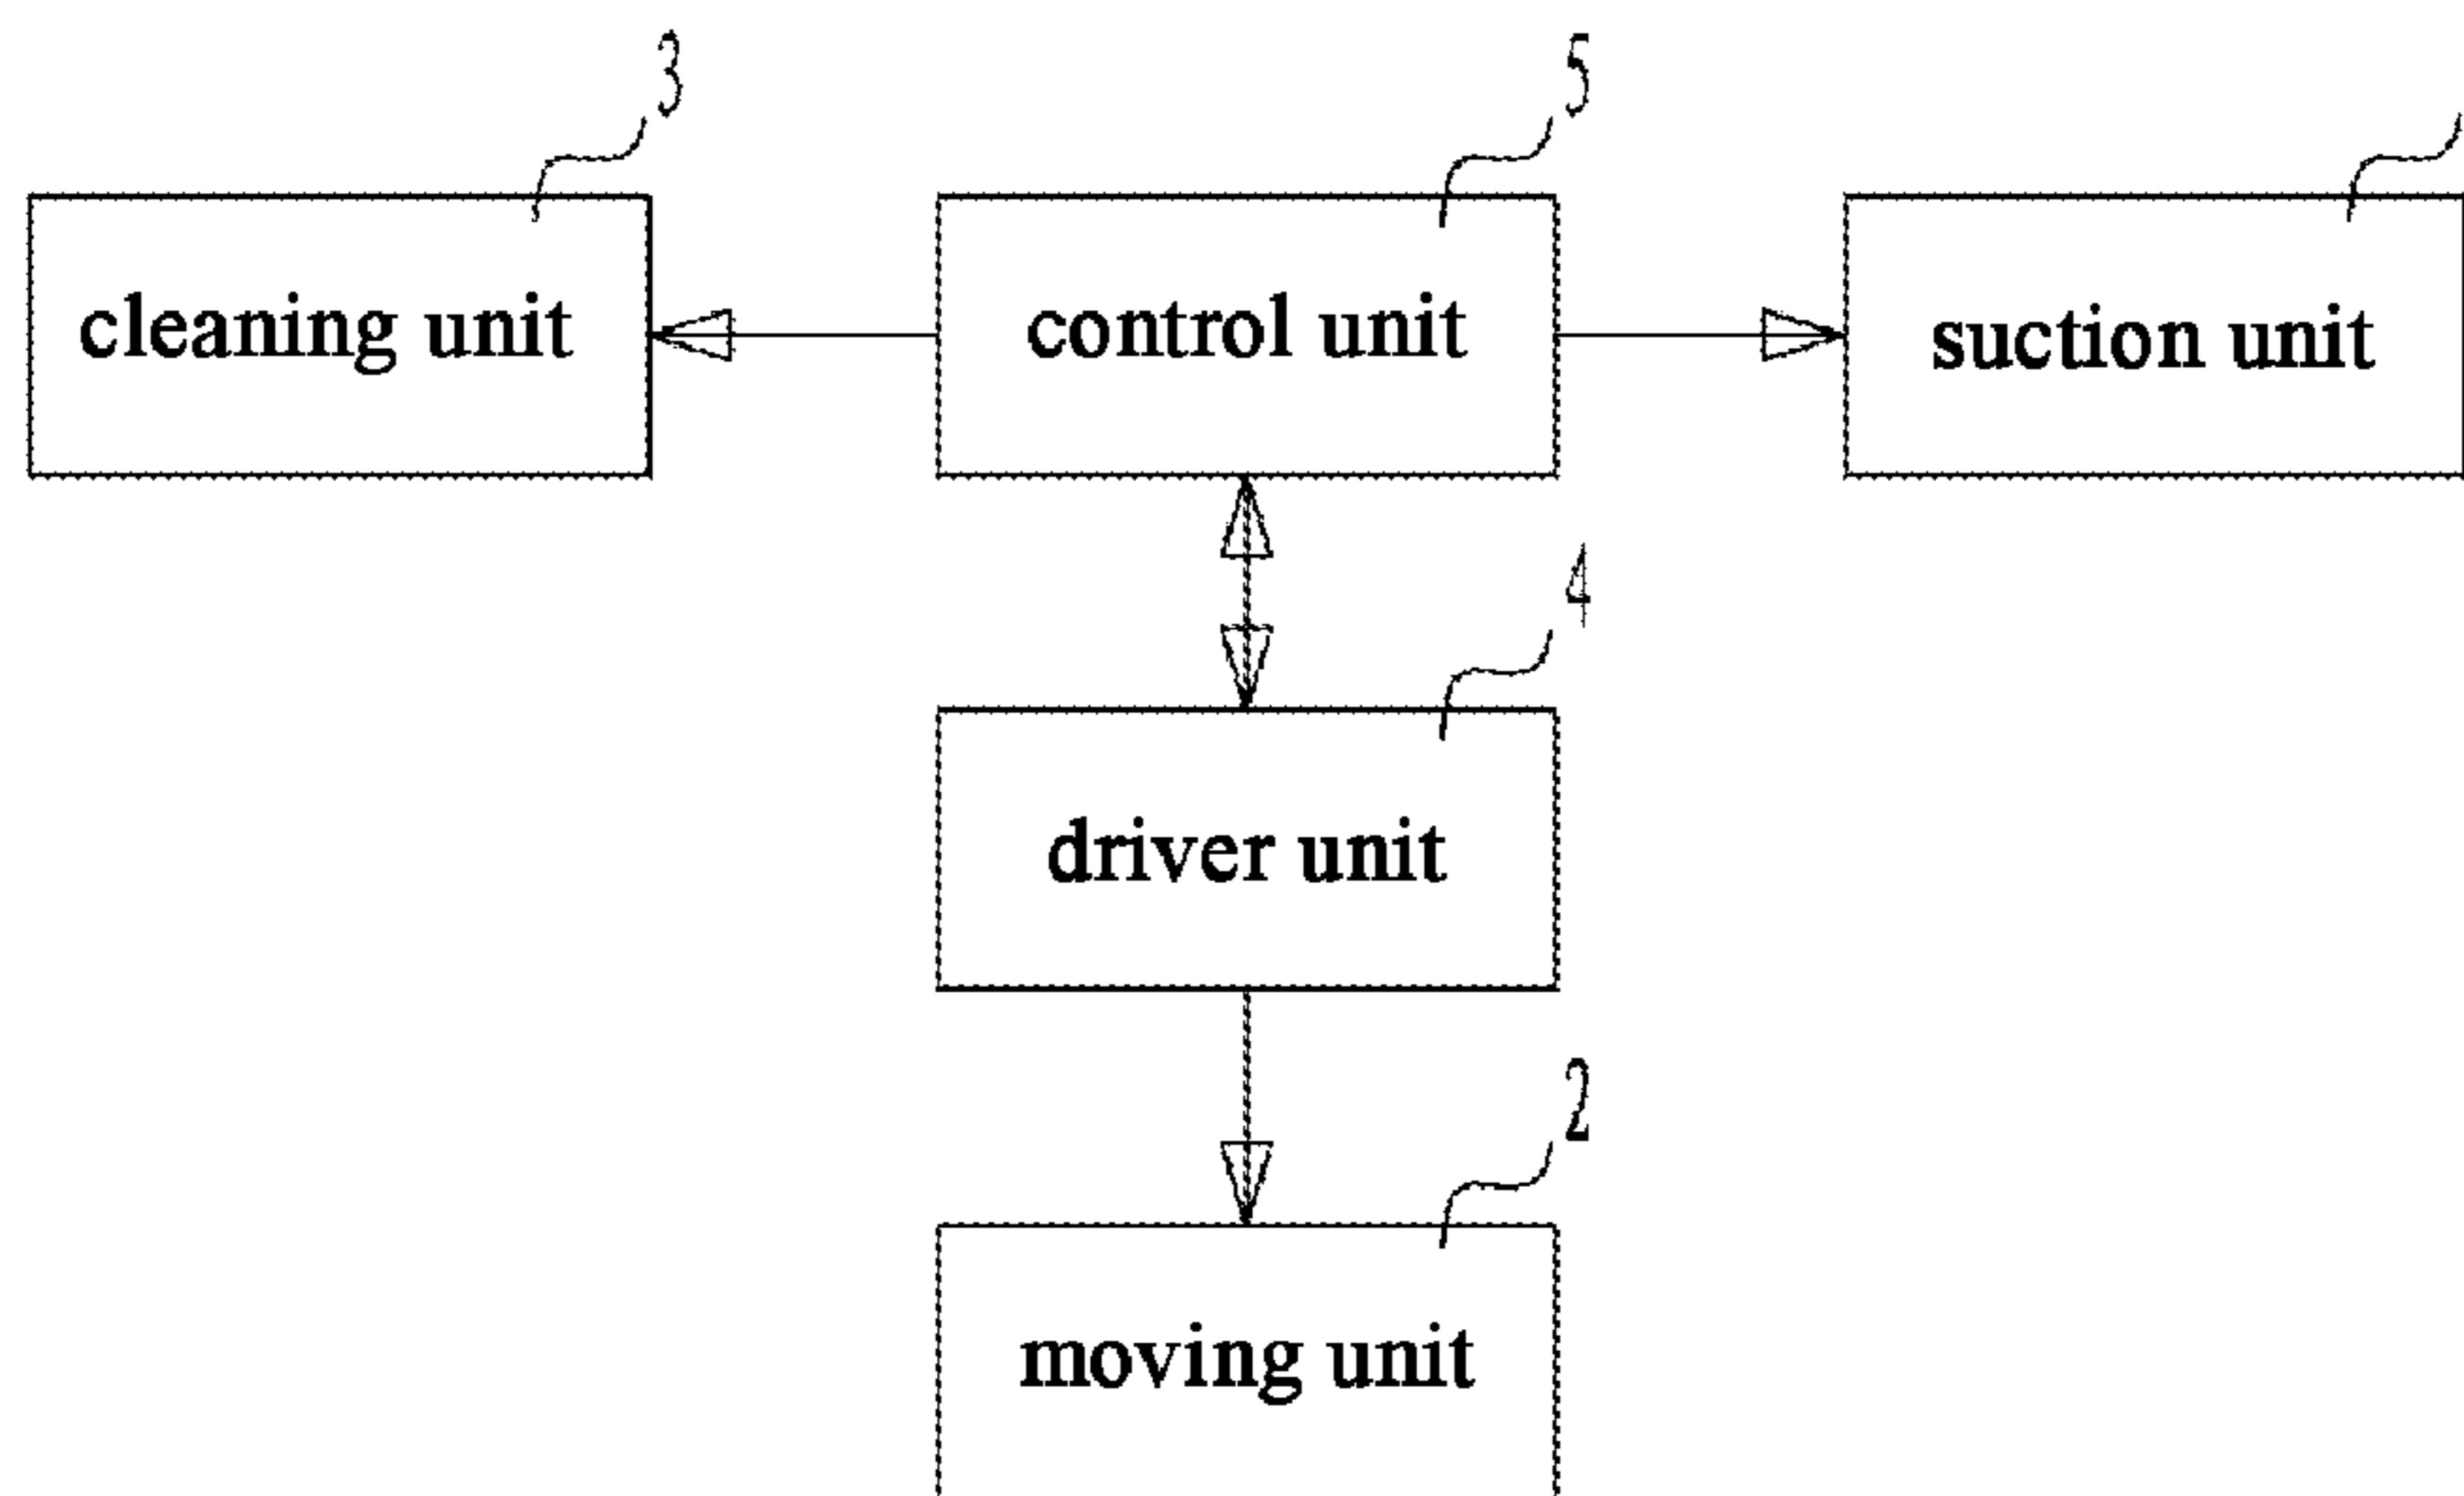 3
5
cleaning unit
control unit
suction unit
4
driver unit
2
moving unit